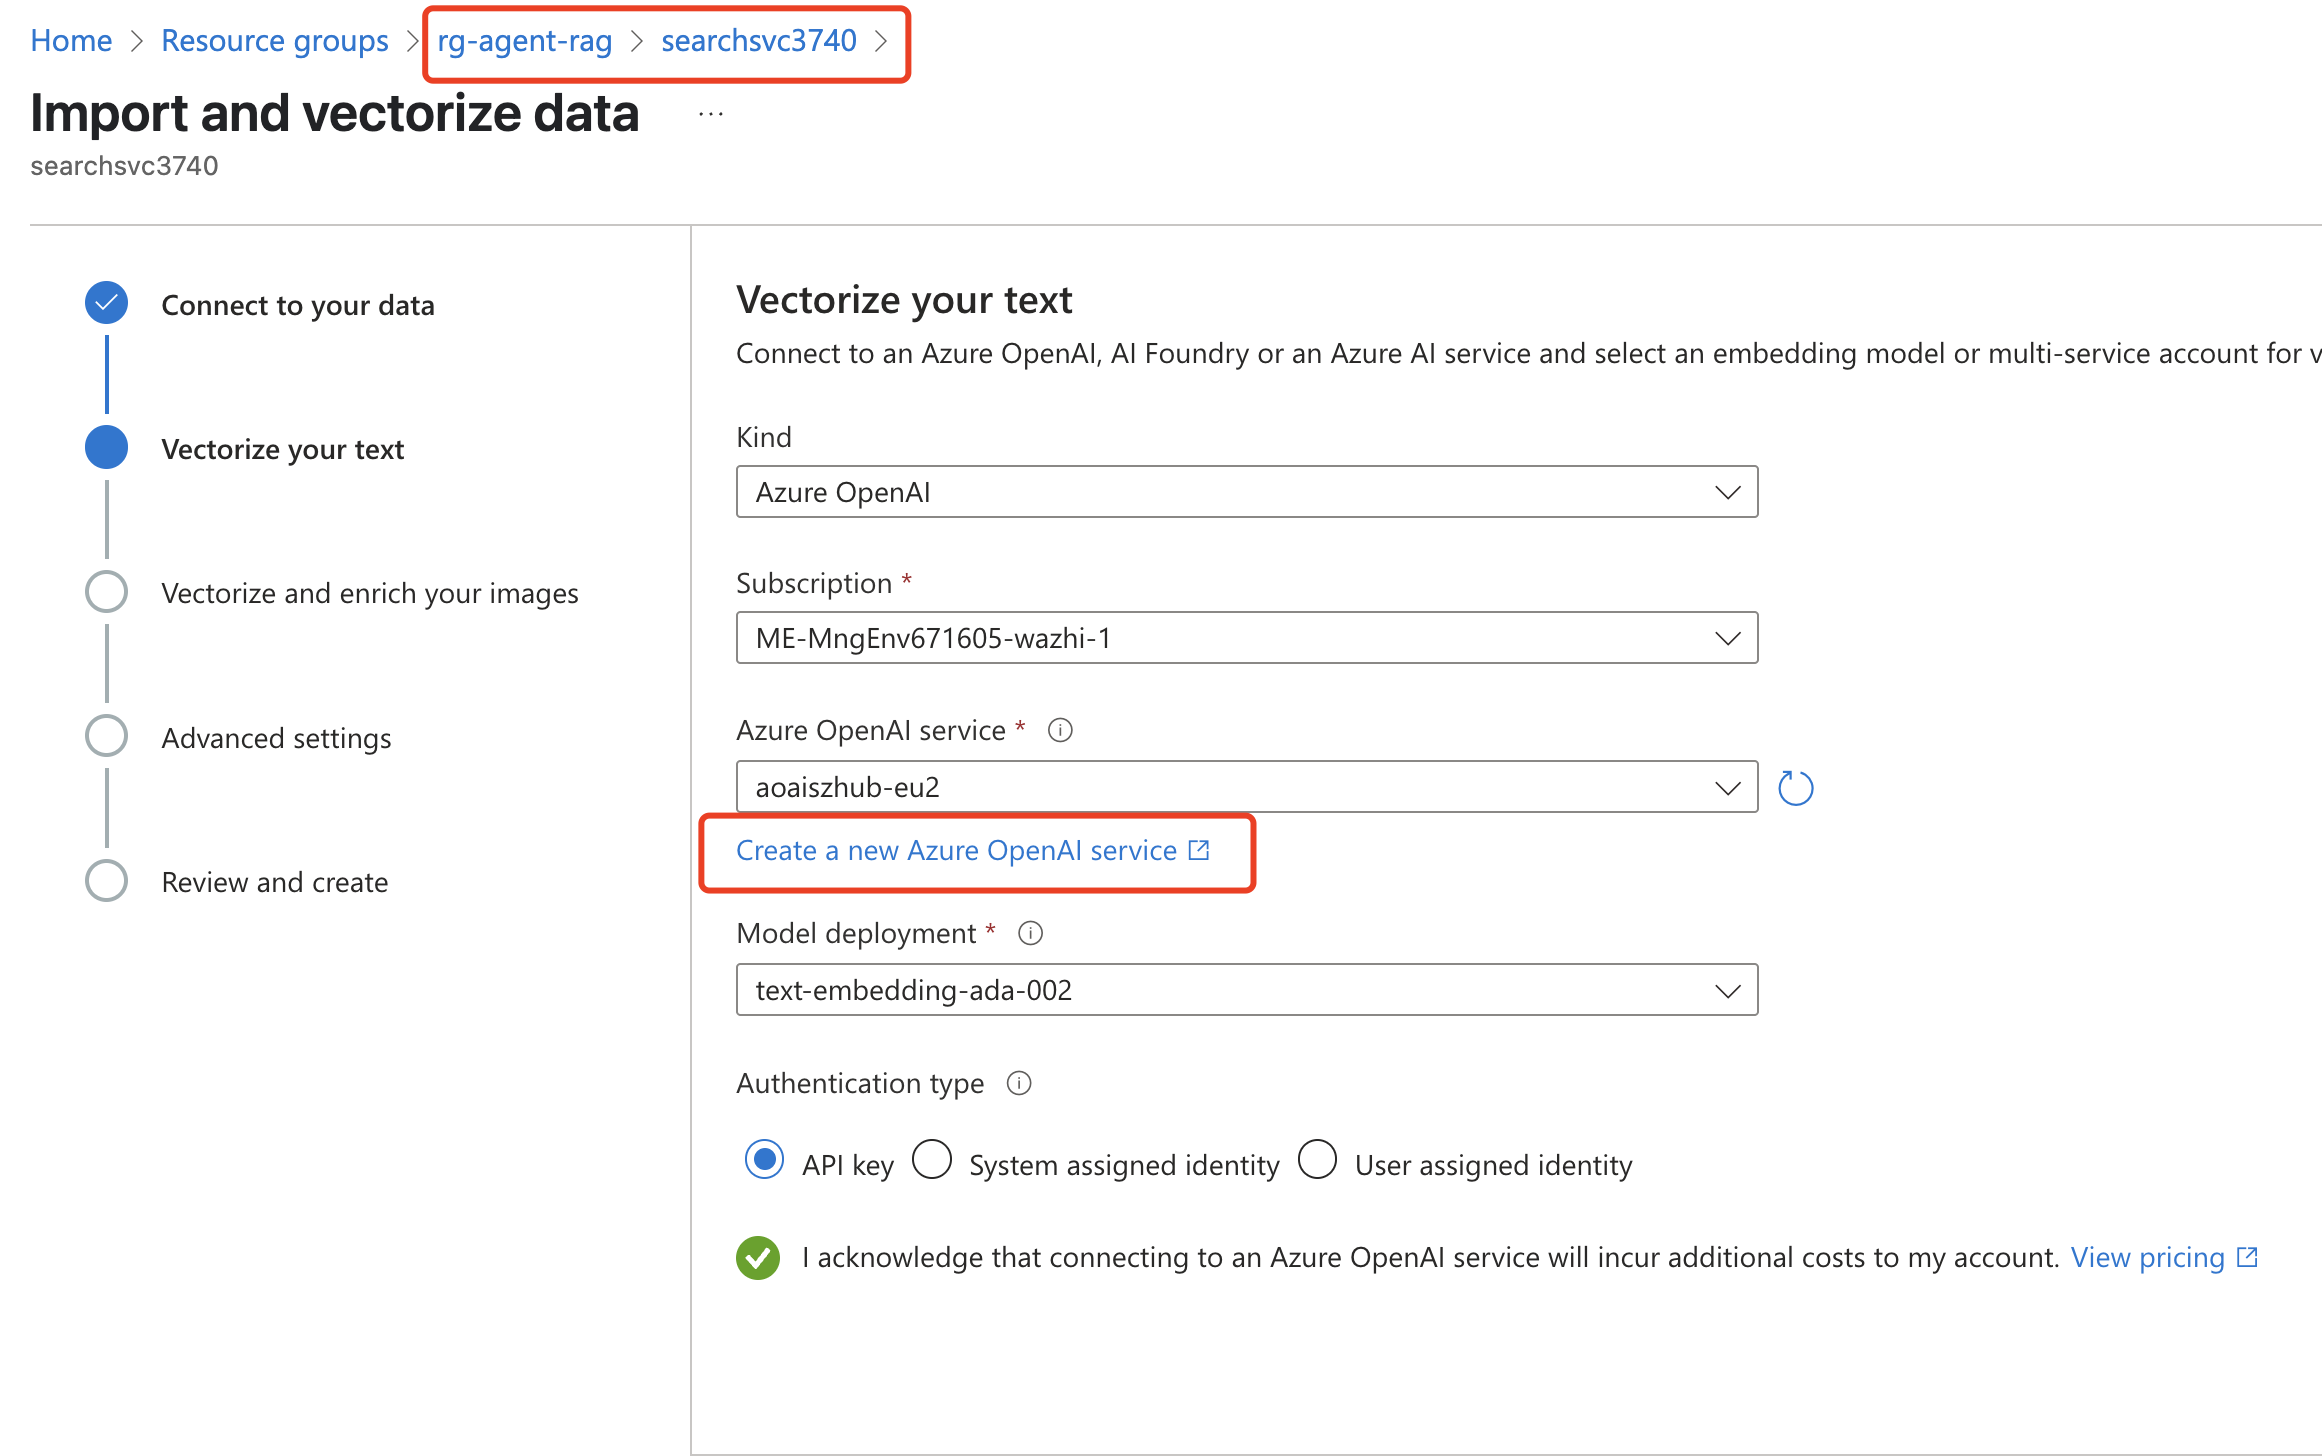 Home > Resource groups > rg-agent-rag > searchsvc3740 >
Import and vectorize data ...
searchsvc3740
Connect to your data
Vectorize your text
Vectorize and enrich your images
Advanced settings
Review and create
Vectorize your text
Connect to an Azure OpenAI, AI Foundry or an Azure AI service and select an embedding model or multi-service account for v
Kind
Azure OpenAI
Subscription *
ME-MngEnv671605-wazhi-1
Azure OpenAI service *
aoaiszhub-eu2
Create a new Azure OpenAI service
Model deployment *
text-embedding-ada-002
Authentication type
API key System assigned identity User assigned identity
I acknowledge that connecting to an Azure OpenAI service will incur additional costs to my account. View pricing